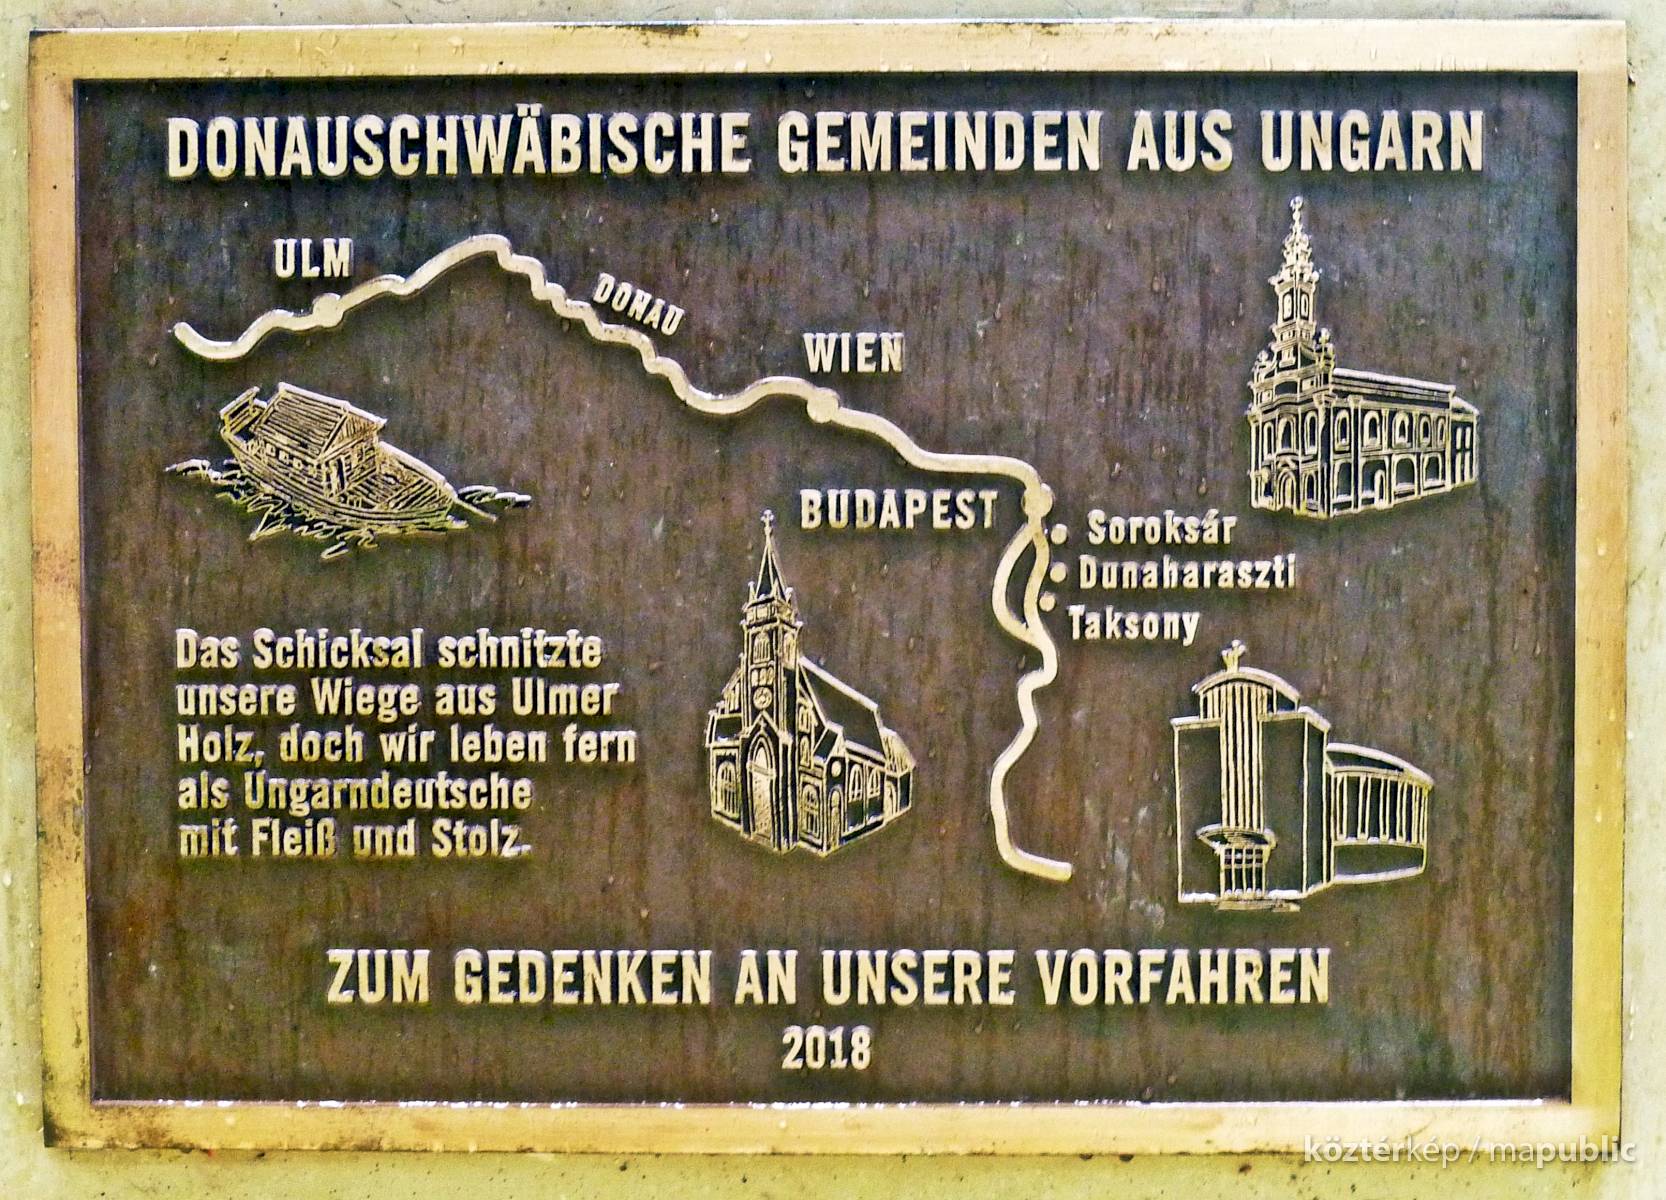 DONAUSCHWÄBISCHE GEMEINDEN AUS UNGARN
ULM
DONAU
WIEN
BUDAPEST
Soroksár
Dunaharaszti
Taksony
Das Schicksal schnitzte
unsere Wiege aus Ulmer
Holz, doch wir leben fern
als Ungarndeutsche
mit Fleiß und Stolz.
ZUM GEDENKEN AN UNSERE VORFAHREN
2018
köztérkép / mapublic